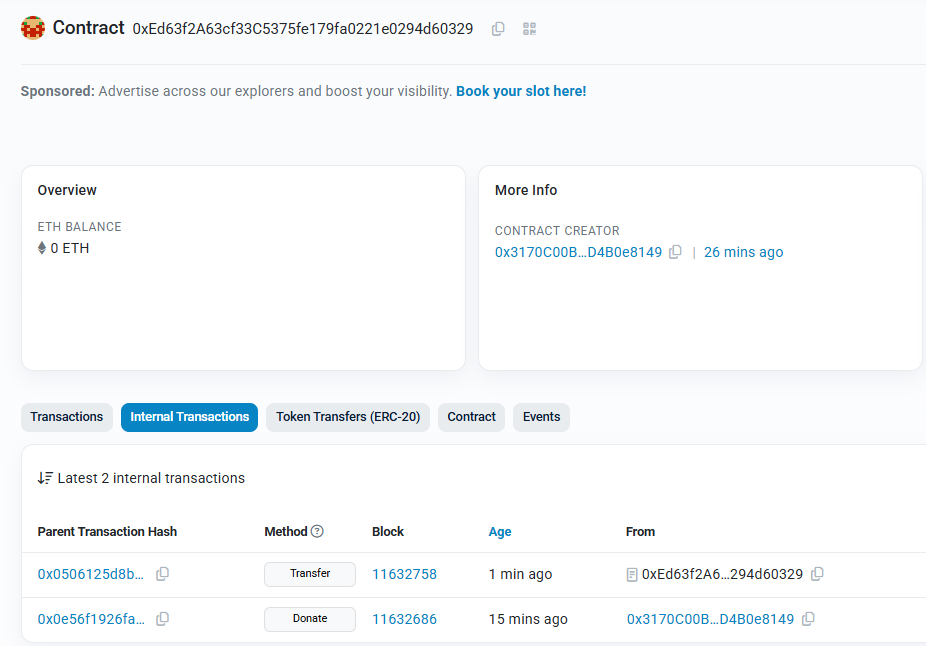 Contract 0xEd63f2A63cf33C5375fe179fa0221e0294d60329
Sponsored: Advertise across our explorers and boost your visibility. Book your slot here!
Overview
ETH BALANCE
0 ETH
More Info
CONTRACT CREATOR
0x3170C00B...D4B0e8149 | 26 mins ago
Transactions Internal Transactions Token Transfers (ERC-20) Contract Events
Latest 2 internal transactions
Parent Transaction Hash Method ? Block Age From
0x0506125d8b... Transfer 11632758 1 min ago 0xEd63f2A6...294d60329
0x0e56f1926fa... Donate 11632686 15 mins ago 0x3170C00B...D4B0e8149